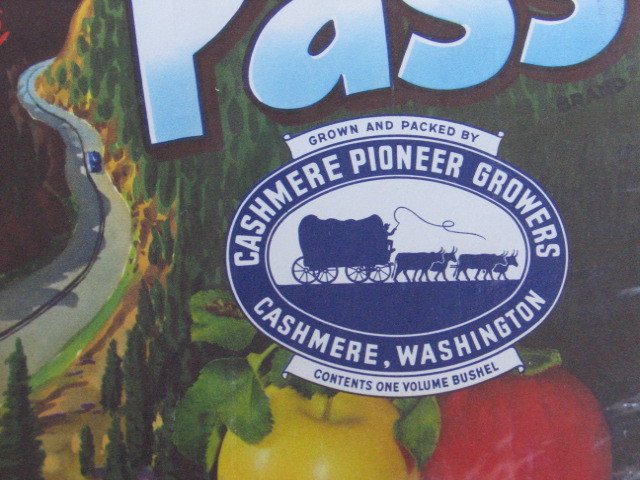 Pass
BRAND
GROWN AND PACKED BY
CASHMERE PIONEER GROWERS
CASHMERE, WASHINGTON
CONTENTS ONE VOLUME BUSHEL